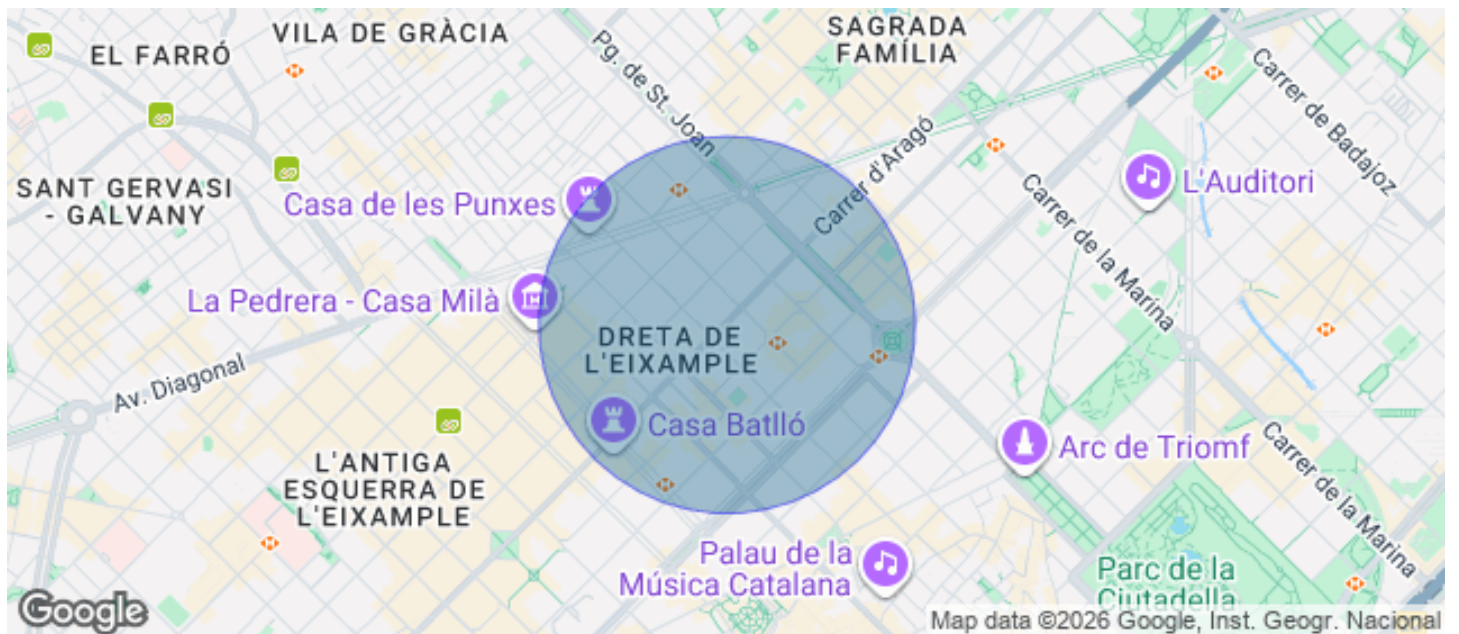 VILA DE GRÀCIA
SAGRADA
FAMÍLIA
EL FARRÓ
Pg. de St. Joan
Carrer de Badajoz
Carrer d'Aragó
SANT GERVASI
- GALVANY
Casa de les Punxes
L'Auditori
Carrer de la Marina
La Pedrera - Casa Milà
DRETA DE
L'EIXAMPLE
Av. Diagonal
Casa Batlló
Arc de Triomf
L'ANTIGA
ESQUERRA DE
L'EIXAMPLE
Carrer de la Marina
Palau de la
Música Catalana
Parc de la
Ciutadella
Google
Map data ©2026 Google, Inst. Geogr. Nacional